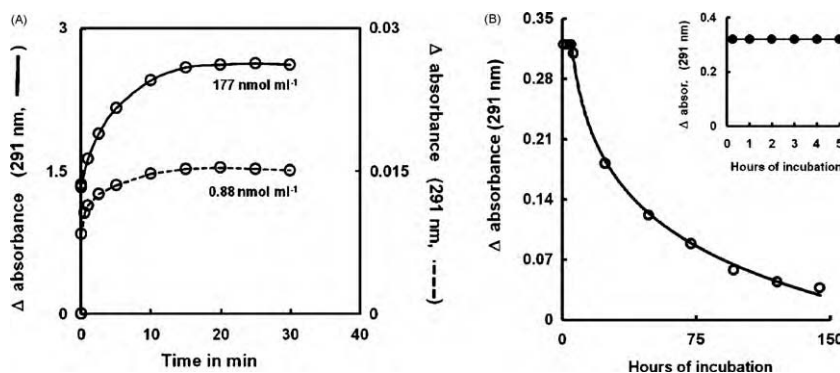 (A)
3
1.5
0
Δ absorbance (291 nm, ━━)
177 nmol ml⁻¹
0.88 nmol ml⁻¹
0.03
0.015
0
Δ absorbance (291 nm, ---)
0 10 20 30 40
Time in min
(B)
0.35
0.28
0.21
0.14
0.07
0
Δ absorbance (291 nm)
0 75 150
Hours of incubation
0.4
0.2
0
Δ absor. (291 nm)
0 1 2 3 4 5
Hours of incubation